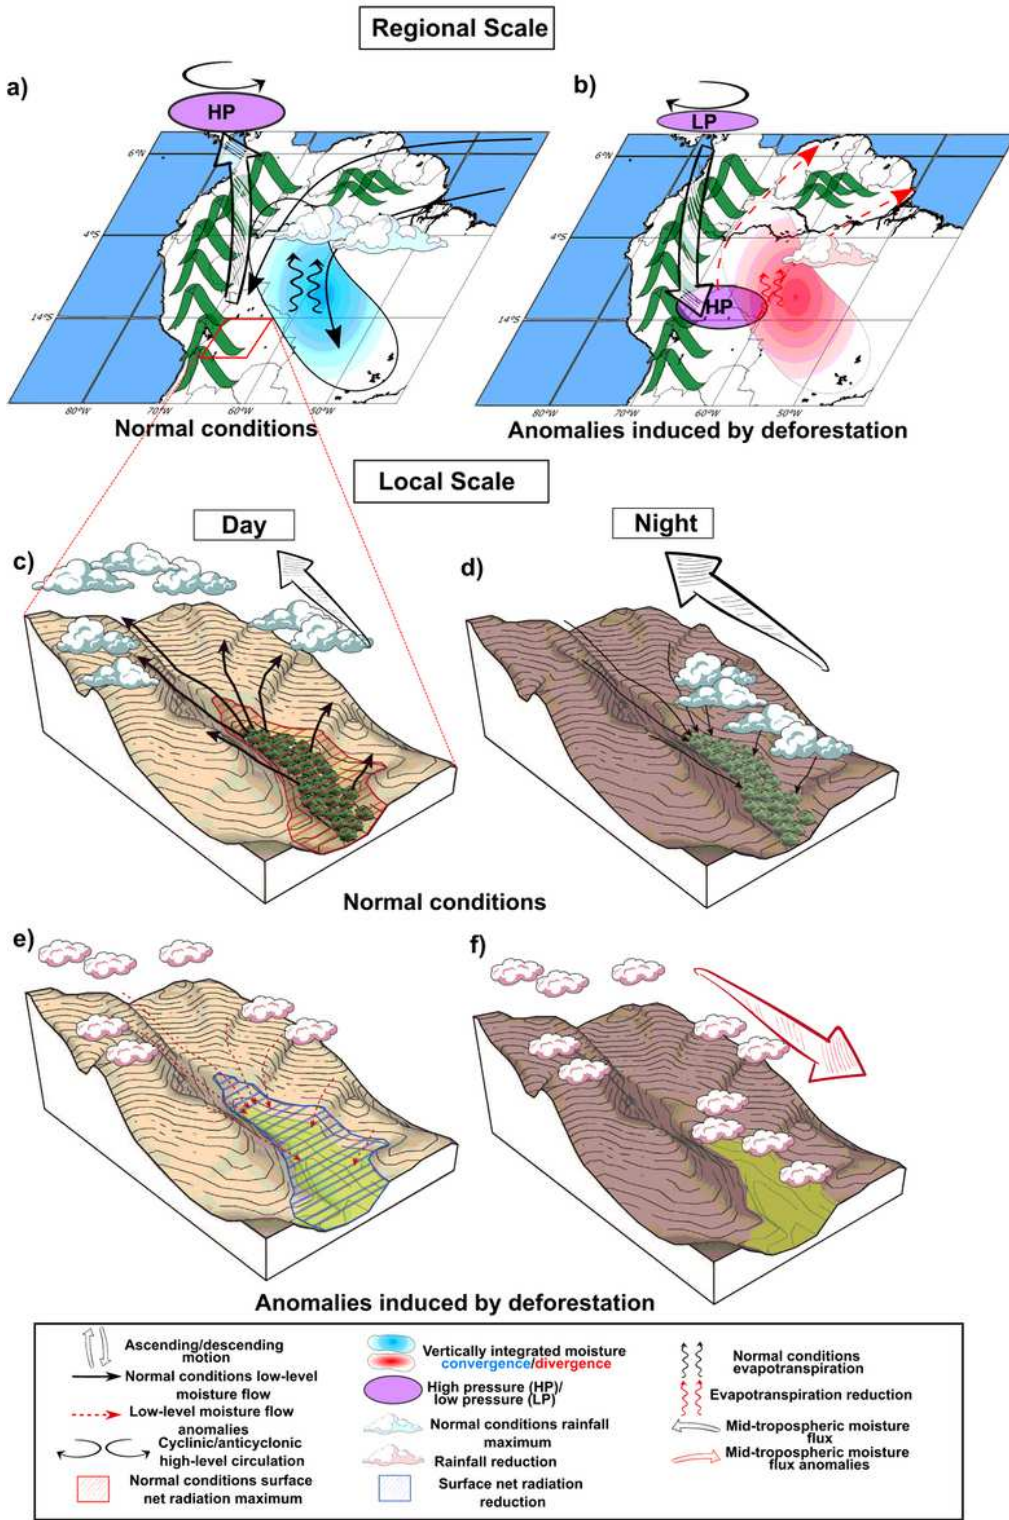 Regional Scale
a)
b)
HP
LP
6°N
6°N
4°S
4°S
HP
14°S
14°S
80°W
70°W
60°W
50°W
80°W
70°W
60°W
50°W
Normal conditions
Anomalies induced by deforestation
Local Scale
Day
Night
c)
d)
Normal conditions
e)
f)
Anomalies induced by deforestation
Ascending/descending
motion
Normal conditions low-level
moisture flow
Low-level moisture flow
anomalies
Cyclinic/anticyclonic
high-level circulation
Normal conditions surface
net radiation maximum
Vertically integrated moisture
convergence/divergence
High pressure (HP)/
low pressure (LP)
Normal conditions rainfall
maximum
Rainfall reduction
Surface net radiation
reduction
Normal conditions
evapotranspiration
Evapotranspiration reduction
Mid-tropospheric moisture
flux
Mid-tropospheric moisture
flux anomalies